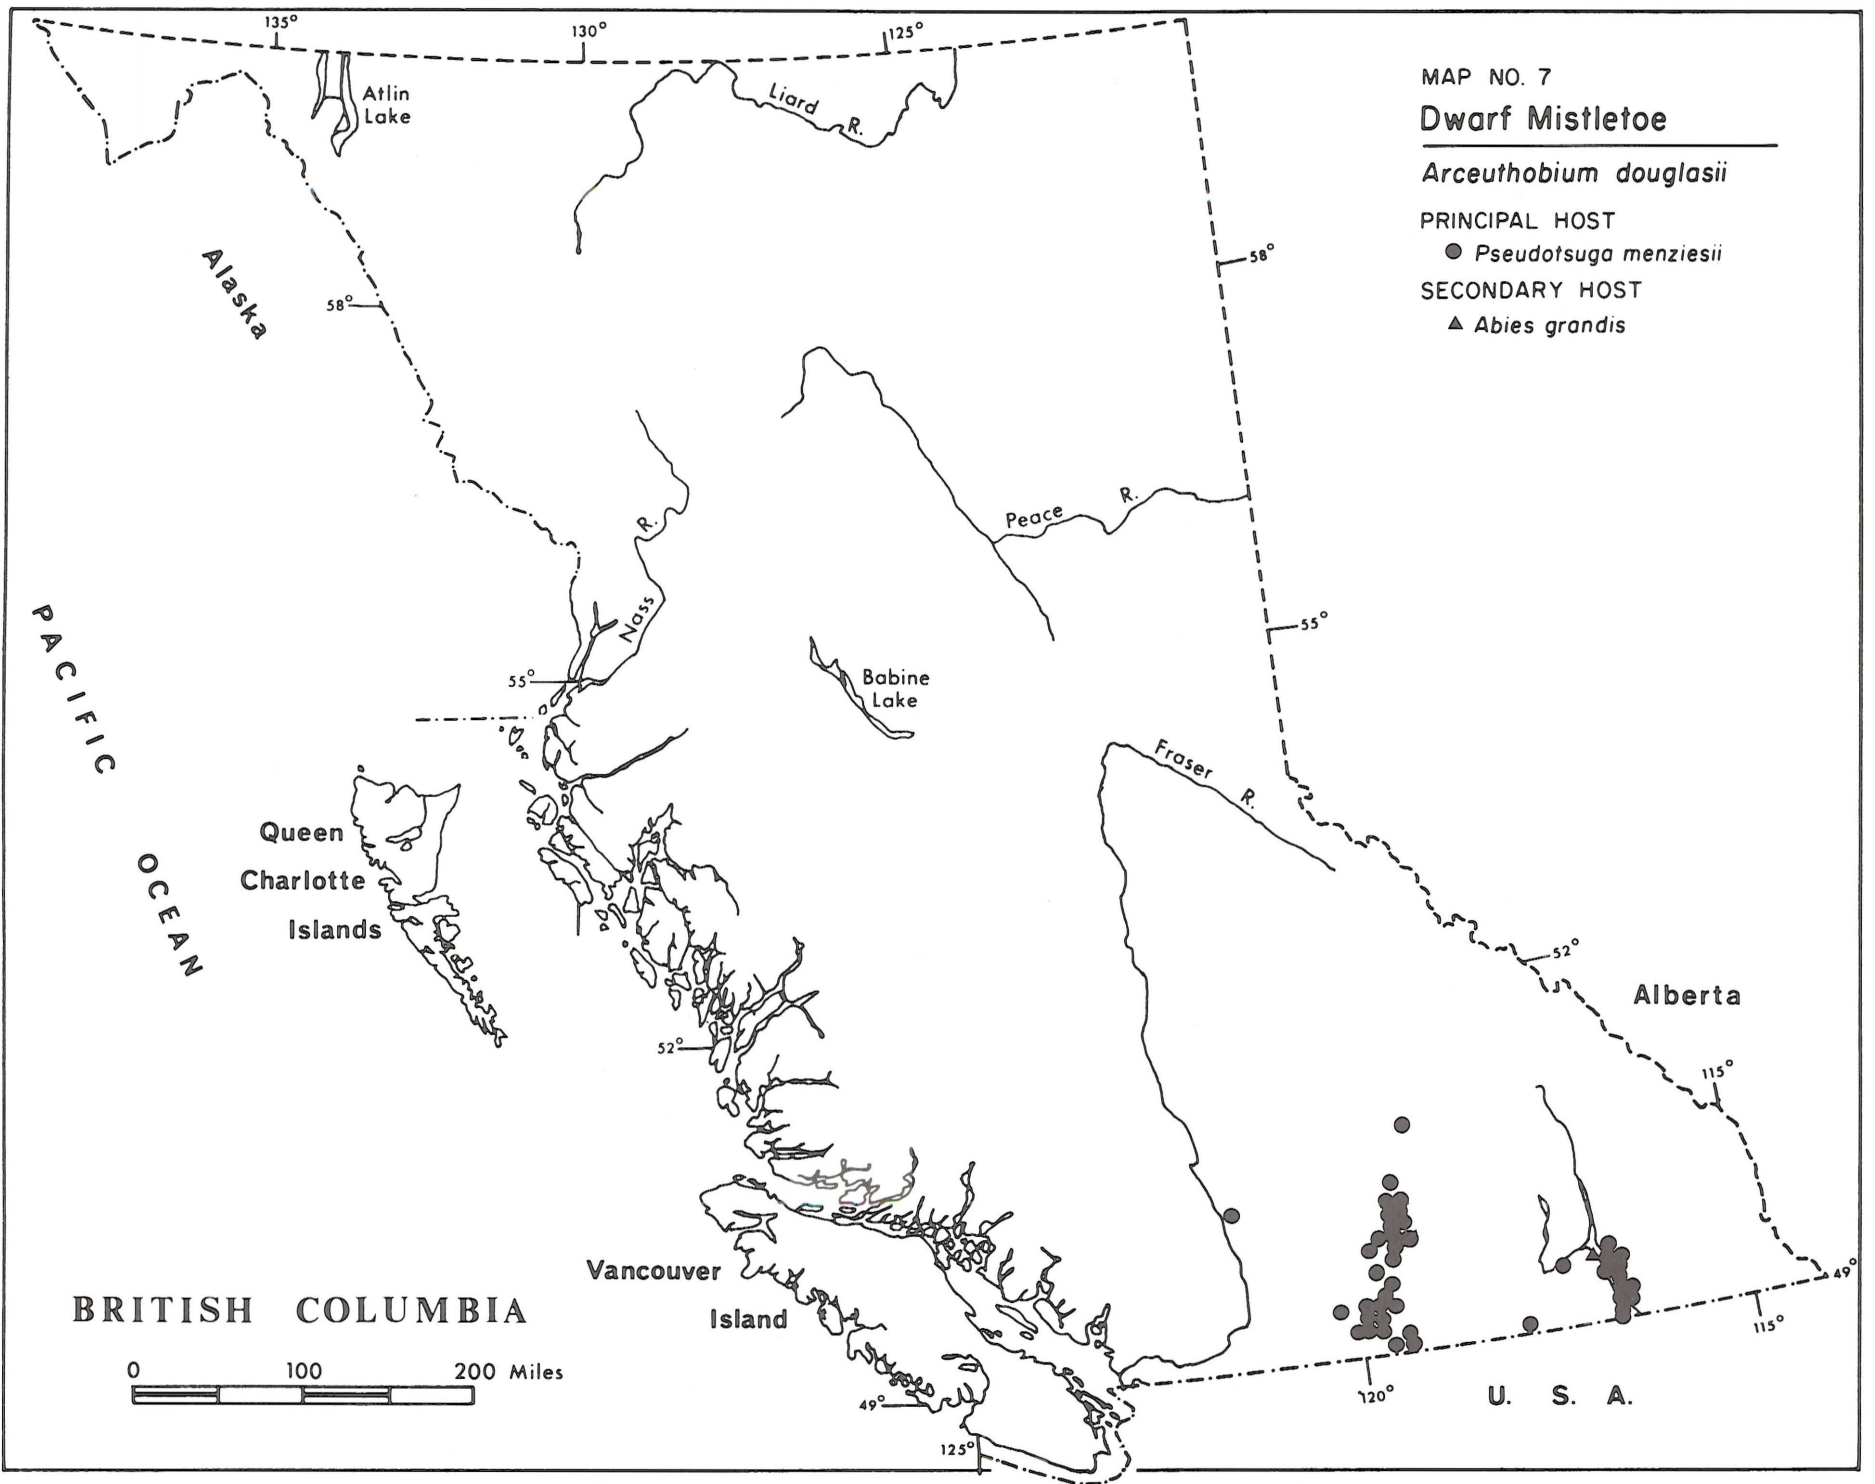 135°
130°
125°
Atlin
Lake
Liard R.
MAP NO. 7
Dwarf Mistletoe
Arceuthobium douglasii
PRINCIPAL HOST
Pseudotsuga menziesii
SECONDARY HOST
Abies grandis
Alaska
58°
58°
Peace R.
Nass R.
55°
55°
PACIFIC OCEAN
Babine
Lake
Fraser R.
Queen
Charlotte
Islands
52°
52°
Alberta
115°
Vancouver
Island
BRITISH COLUMBIA
0 100 200 Miles
49°
49°
125°
120°
115°
U. S. A.